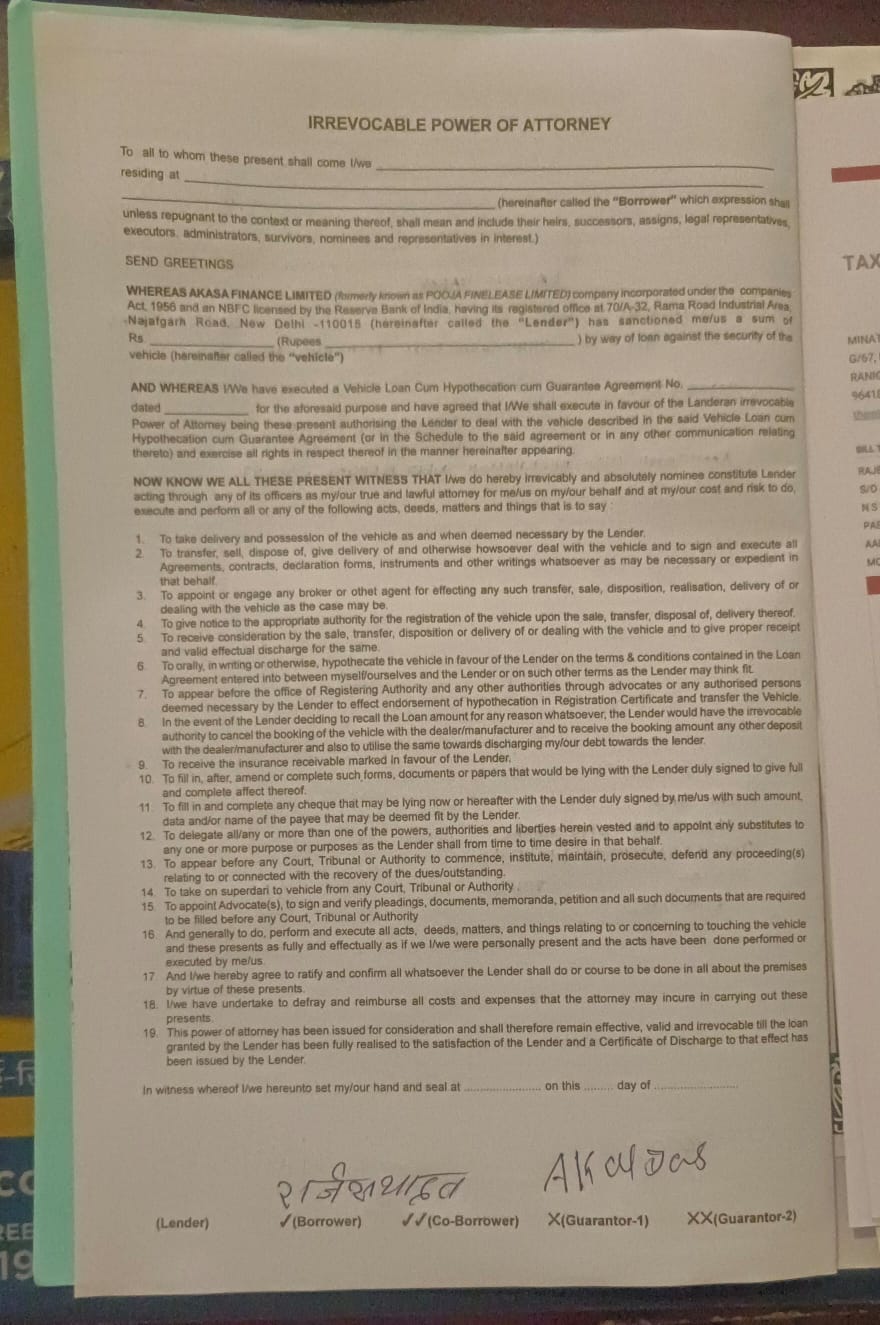 IRREVOCABLE POWER OF ATTORNEY
To all to whom these present shall come I/we
residing at
(hereinafter called the "Borrower" which expression shall
unless repugnant to the context or meaning thereof, shall mean and include their heirs, successors, assigns, legal representatives,
executors, administrators, survivors, nominees and representatives in interest.)
SEND GREETINGS
WHEREAS AKASA FINANCE LIMITED (formerly known as POOJA FINELEASE LIMITED) company incorporated under the companies
Act, 1956 and an NBFC licensed by the Reserve Bank of India, having its registered office at 70/A-32, Rama Road Industrial Area,
Najafgarh Road, New Delhi -110015 (hereinafter called the "Lender") has sanctioned me/us a sum of
Rs (Rupees ) by way of loan against the security of the
vehicle (hereinafter called the "vehicle")
AND WHEREAS I/We have executed a Vehicle Loan Cum Hypothecation cum Guarantee Agreement No.
dated for the aforesaid purpose and have agreed that I/We shall execute in favour of the Landeran irrevocable
Power of Attorney being these present authorising the Lender to deal with the vehicle described in the said Vehicle Loan cum
Hypothecation cum Guarantee Agreement (or in the Schedule to the said agreement or in any other communication relating
thereto) and exercise all rights in respect thereof in the manner hereinafter appearing.
NOW KNOW WE ALL THESE PRESENT WITNESS THAT I/we do hereby irrevicably and absolutely nominee constitute Lender
acting through any of its officers as my/our true and lawful attorney for me/us on my/our behalf and at my/our cost and risk to do,
execute and perform all or any of the following acts, deeds, matters and things that is to say :
1. To take delivery and possession of the vehicle as and when deemed necessary by the Lender.
2. To transfer, sell, dispose of, give delivery of and otherwise howsoever deal with the vehicle and to sign and execute all
Agreements, contracts, declaration forms, instruments and other writings whatsoever as may be necessary or expedient in
that behalf.
3. To appoint or engage any broker or othet agent for effecting any such transfer, sale, disposition, realisation, delivery of or
dealing with the vehicle as the case may be.
4. To give notice to the appropriate authority for the registration of the vehicle upon the sale, transfer, disposal of, delivery thereof.
5. To receive consideration by the sale, transfer, disposition or delivery of or dealing with the vehicle and to give proper receipt
and valid effectual discharge for the same.
6. To orally, in writing or otherwise, hypothecate the vehicle in favour of the Lender on the terms & conditions contained in the Loan
Agreement entered into between myself/ourselves and the Lender or on such other terms as the Lender may think fit.
7. To appear before the office of Registering Authority and any other authorities through advocates or any authorised persons
deemed necessary by the Lender to effect endorsement of hypothecation in Registration Certificate and transfer the Vehicle.
8. In the event of the Lender deciding to recall the Loan amount for any reason whatsoever, the Lender would have the irrevocable
authority to cancel the booking of the vehicle with the dealer/manufacturer and to receive the booking amount any other deposit
with the dealer/manufacturer and also to utilise the same towards discharging my/our debt towards the lender.
9. To receive the insurance receivable marked in favour of the Lender.
10. To fill in, after, amend or complete such forms, documents or papers that would be lying with the Lender duly signed to give full
and complete affect thereof.
11. To fill in and complete any cheque that may be lying now or hereafter with the Lender duly signed by me/us with such amount,
data and/or name of the payee that may be deemed fit by the Lender.
12. To delegate all/any or more than one of the powers, authorities and liberties herein vested and to appoint any substitutes to
any one or more purpose or purposes as the Lender shall from time to time desire in that behalf.
13. To appear before any Court, Tribunal or Authority to commence, institute, maintain, prosecute, defend any proceeding(s)
relating to or connected with the recovery of the dues/outstanding.
14. To take on superdari to vehicle from any Court, Tribunal or Authority .
15. To appoint Advocate(s), to sign and verify pleadings, documents, memoranda, petition and all such documents that are required
to be filled before any Court, Tribunal or Authority
16. And generally to do, perform and execute all acts, deeds, matters, and things relating to or concerning to touching the vehicle
and these presents as fully and effectually as if we I/we were personally present and the acts have been done performed or
executed by me/us.
17. And I/we hereby agree to ratify and confirm all whatsoever the Lender shall do or course to be done in all about the premises
by virtue of these presents.
18. I/we have undertake to defray and reimburse all costs and expenses that the attorney may incure in carrying out these
presents.
19. This power of attorney has been issued for consideration and shall therefore remain effective, valid and irrevocable till the loan
granted by the Lender has been fully realised to the satisfaction of the Lender and a Certificate of Discharge to that effect has
been issued by the Lender.
In witness whereof I/we hereunto set my/our hand and seal at ...................... on this ......... day of .........................
(Lender) ✓(Borrower) ✓✓(Co-Borrower) X(Guarantor-1) XX(Guarantor-2)
TAX
G/67,
BILL
S/O
19